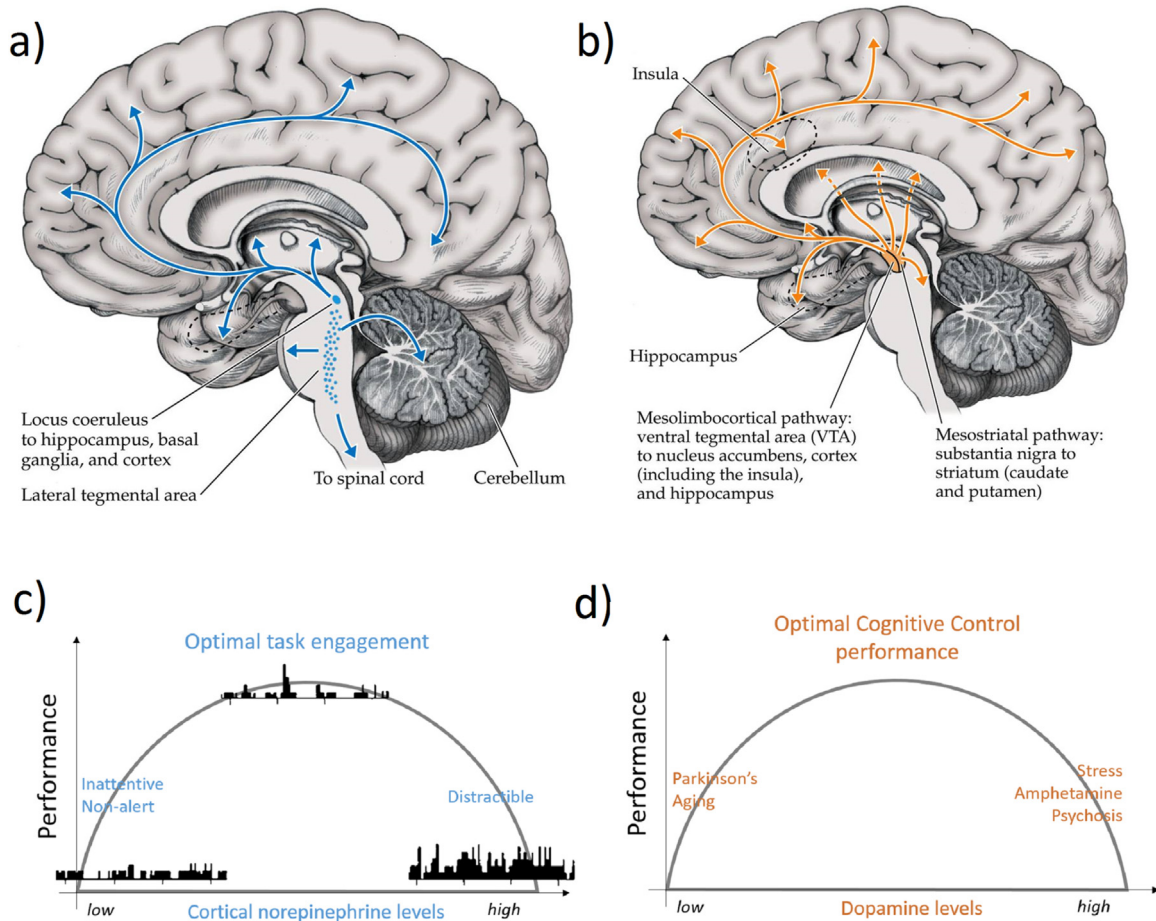 a)
Locus coeruleus
to hippocampus, basal
ganglia, and cortex
Lateral tegmental area
To spinal cord
Cerebellum
b)
Insula
Hippocampus
Mesolimbocortical pathway:
ventral tegmental area (VTA)
to nucleus accumbens, cortex
(including the insula),
and hippocampus
Mesostriatal pathway:
substantia nigra to
striatum (caudate
and putamen)
c)
Optimal task engagement
Performance
Inattentive
Non-alert
Distractible
low
Cortical norepinephrine levels
high
d)
Optimal Cognitive Control
performance
Performance
Parkinson's
Aging
Stress
Amphetamine
Psychosis
low
Dopamine levels
high